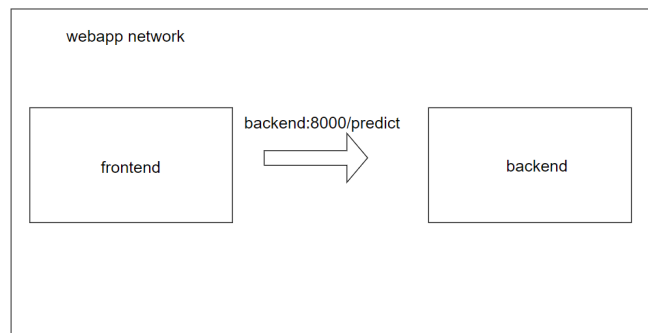 webapp network
backend:8000/predict
frontend
backend